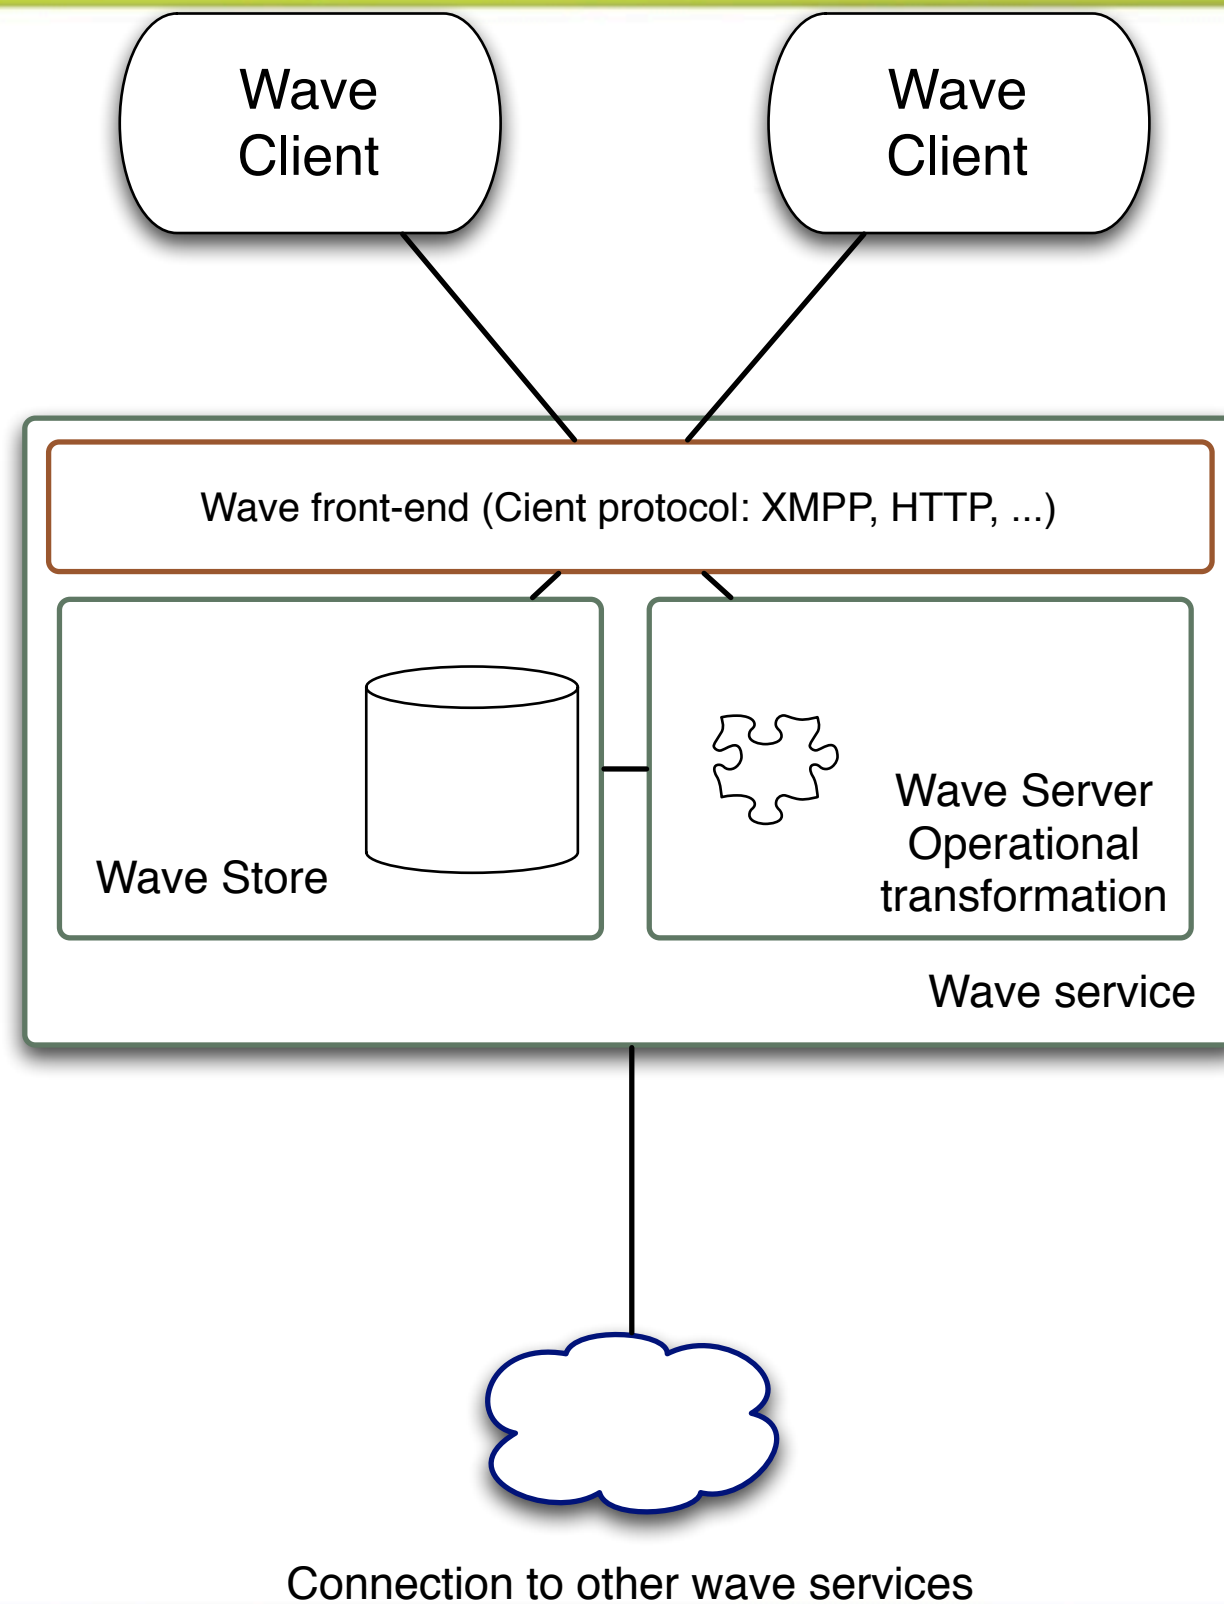 Wave
Client
Wave
Client
Wave front-end (Cient protocol: XMPP, HTTP, ...)
Wave Store
Wave Server
Operational
transformation
Wave service
Connection to other wave services